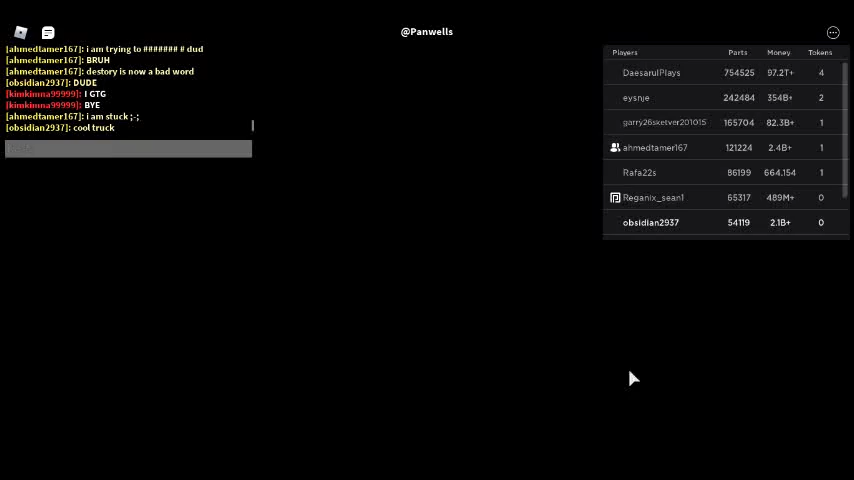 @Panwells
[ahmedtamer167]: i am trying to ####### # dud
[ahmedtamer167]: BRUH
[ahmedtamer167]: destory is now a bad word
[obsidian2937]: DUDE
[kimkimna99999]: I GTG
[kimkimna99999]: BYE
[ahmedtamer167]: i am stuck ;-;
[obsidian2937]: cool truck
Players Parts Money Tokens
DaesarulPlays 754525 97.2T+ 4
eysnje 242484 354B+ 2
garry26sketver201015 165704 82.3B+ 1
ahmedtamer167 121224 2.4B+ 1
Rafa22s 86199 664.154 1
Reganix_sean1 65317 489M+ 0
obsidian2937 54119 2.1B+ 0